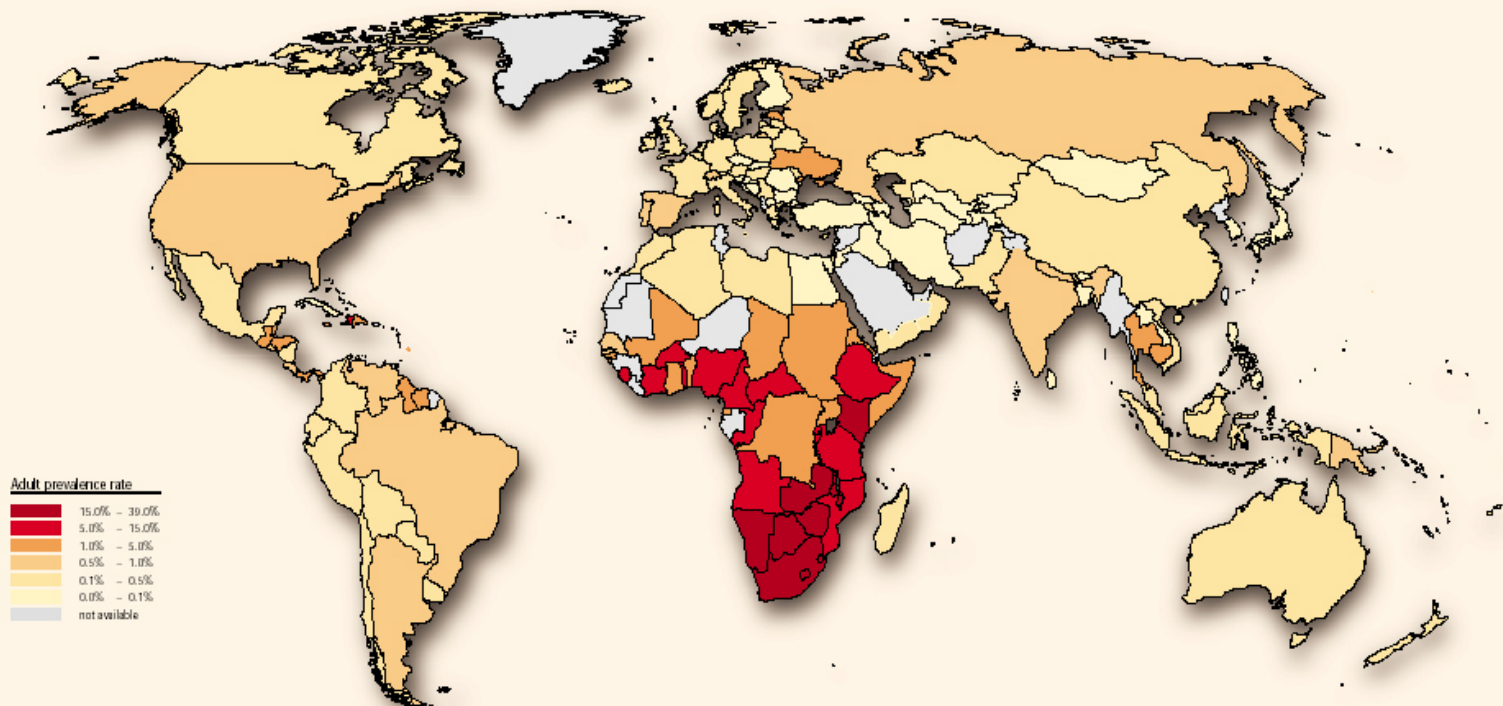 Adult prevalence rate
15.0% – 39.0%
5.0% – 15.0%
1.0% – 5.0%
0.5% – 1.0%
0.1% – 0.5%
0.0% – 0.1%
not available